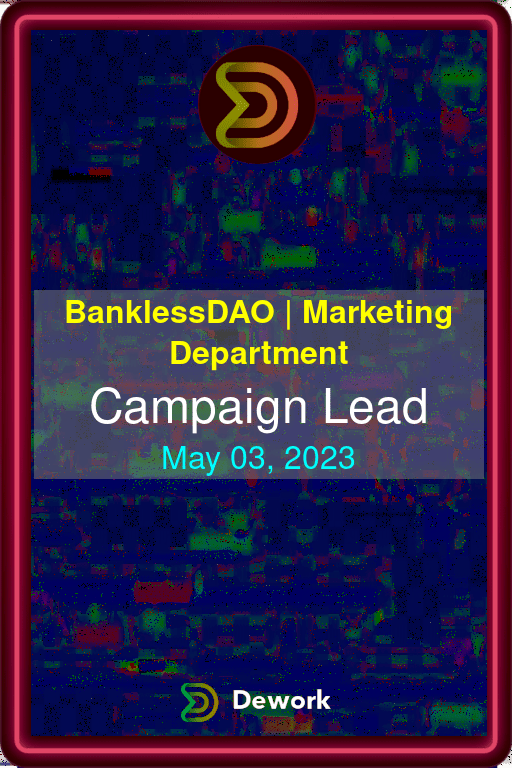 BanklessDAO | Marketing
Department
Campaign Lead
May 03, 2023
Dework